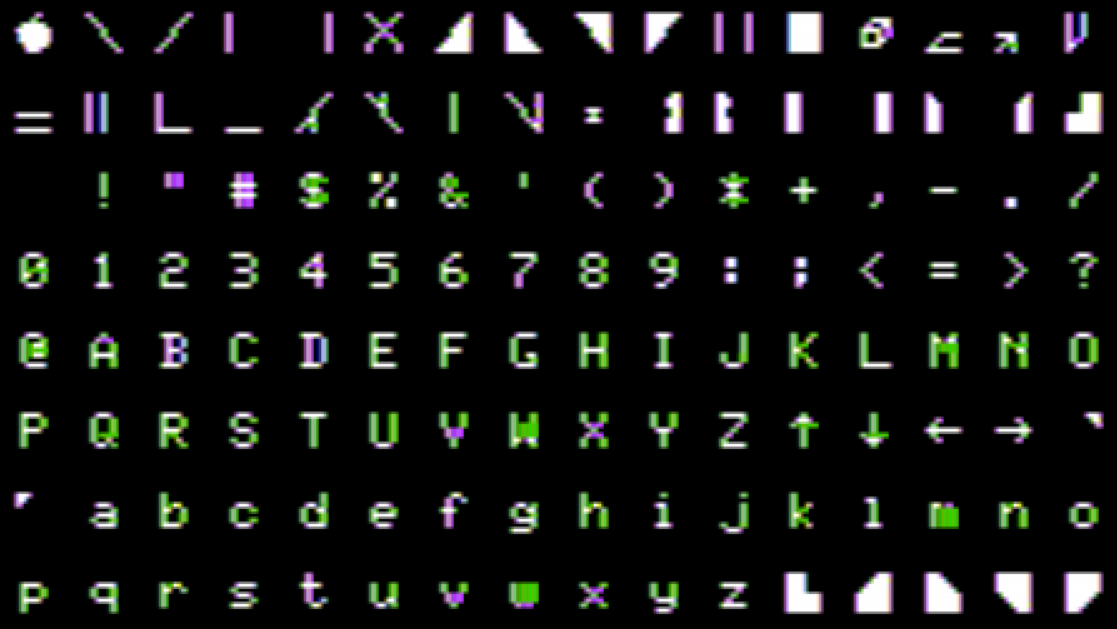 ! " # $ % & ' ( ) * + , - . /
0 1 2 3 4 5 6 7 8 9 : ; < = > ?
@ A B C D E F G H I J K L M N O
P Q R S T U V W X Y Z ↑ ↓ ← →
a b c d e f g h i j k l m n o
p q r s t u v w x y z